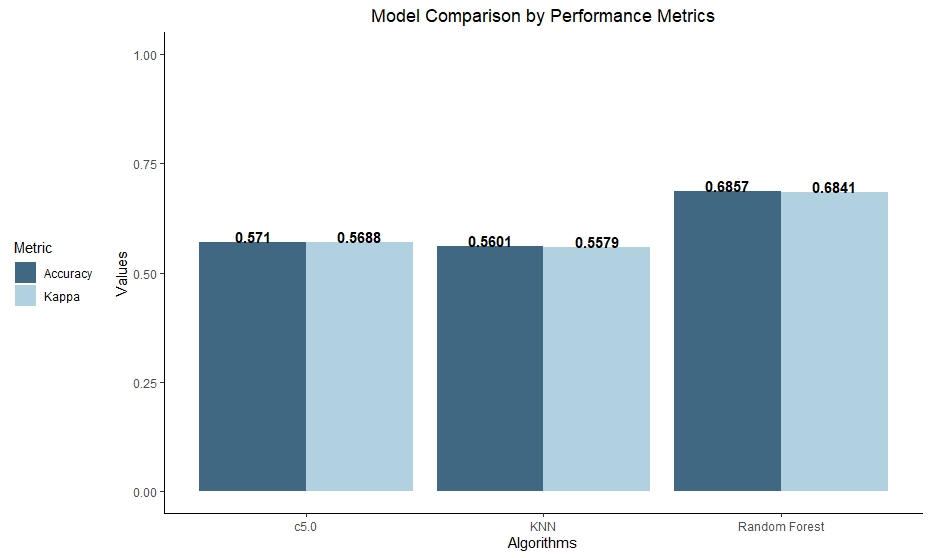 Model Comparison by Performance Metrics
Metric
Accuracy
Kappa
Values
1.00
0.75
0.50
0.25
0.00
0.571
0.5688
0.5601
0.5579
0.6857
0.6841
c5.0
KNN
Random Forest
Algorithms